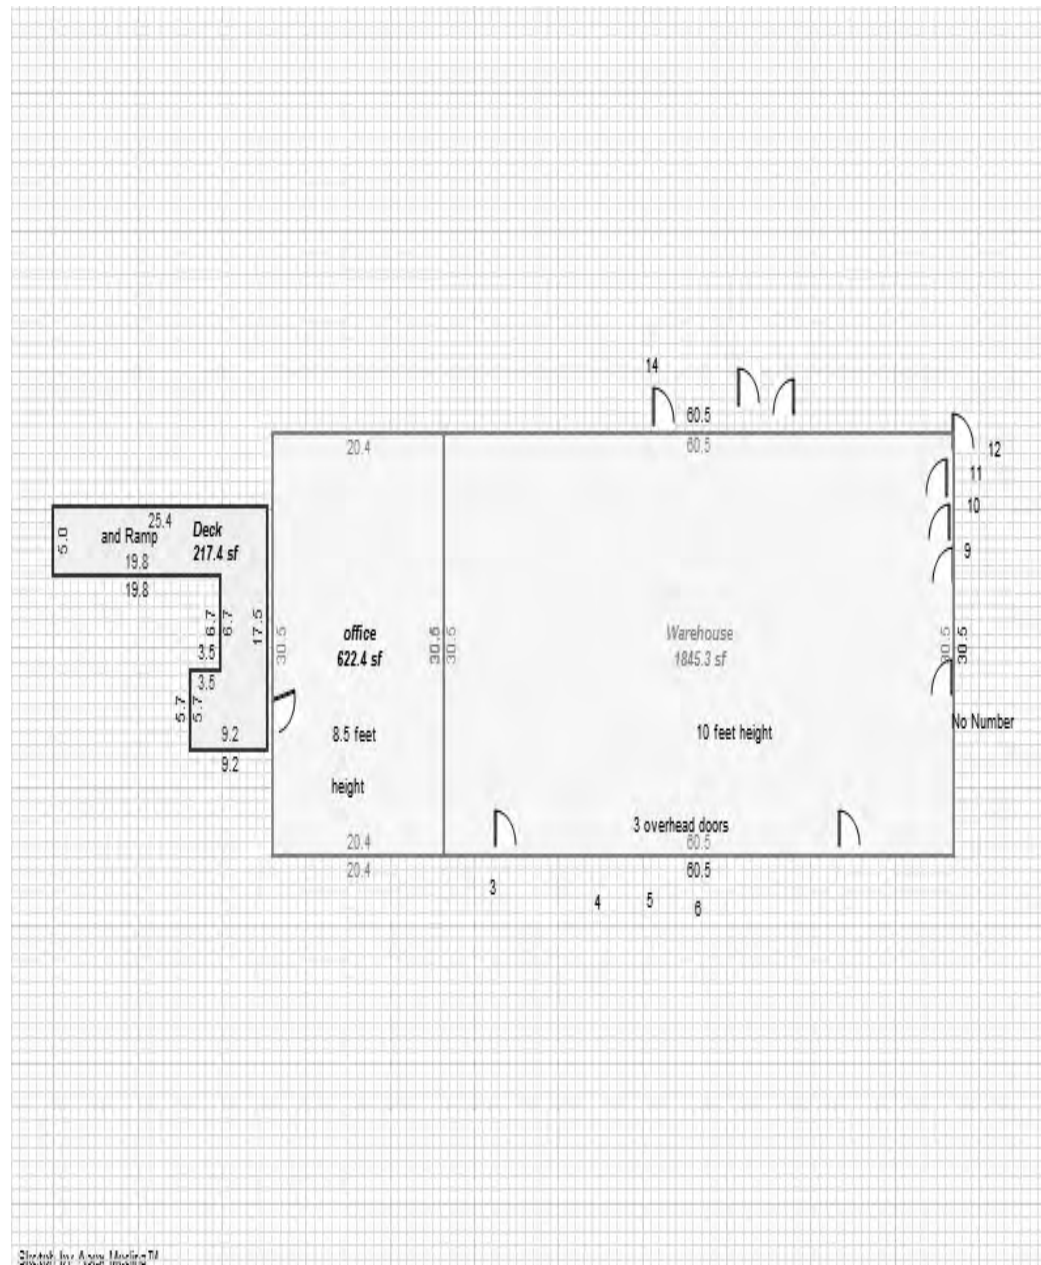 14
60.5
20.4
60.5
12
11
10
9
25.4
Deck
5.0
and Ramp
217.4 sf
19.8
19.8
6.7
6.7
17.5
30.5
office
30.5
30.5
Warehouse
30.5
30.5
3.5
622.4 sf
1845.3 sf
3.5
5.7
5.7
9.2
8.5 feet
10 feet height
No Number
9.2
height
3 overhead doors
20.4
60.5
20.4
60.5
3
4
5
6